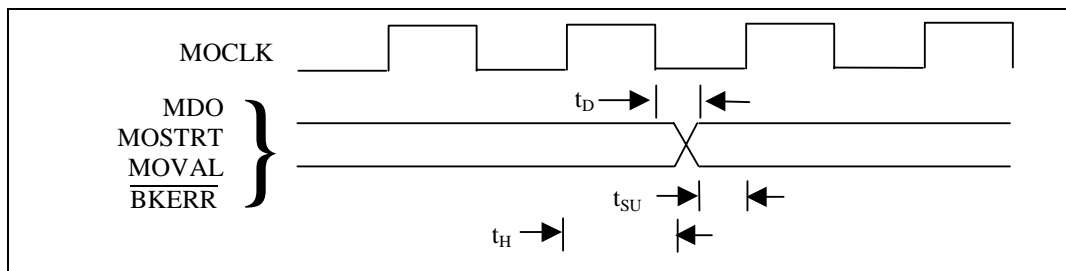 MOCLK
MDO
MOSTRT
MOVAL
BKERR
tD
tSU
tH